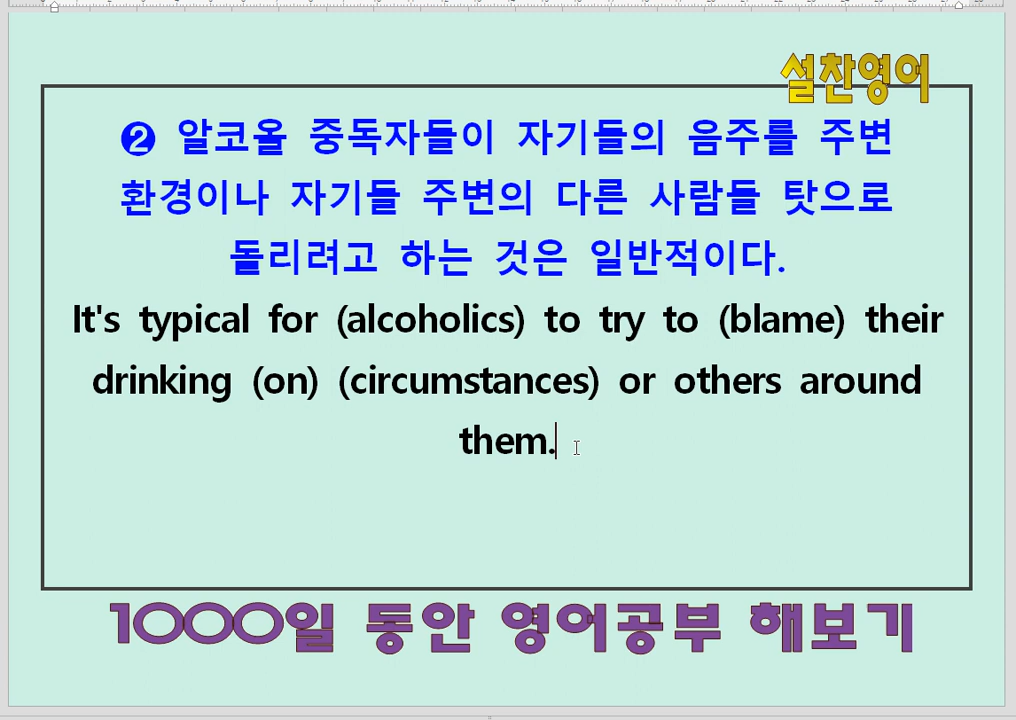 설찬영어
❷ 알코올 중독자들이 자기들의 음주를 주변
환경이나 자기들 주변의 다른 사람들 탓으로
돌리려고 하는 것은 일반적이다.
It's typical for (alcoholics) to try to (blame) their
drinking (on) (circumstances) or others around
them.
1000일 동안 영어공부 해보기